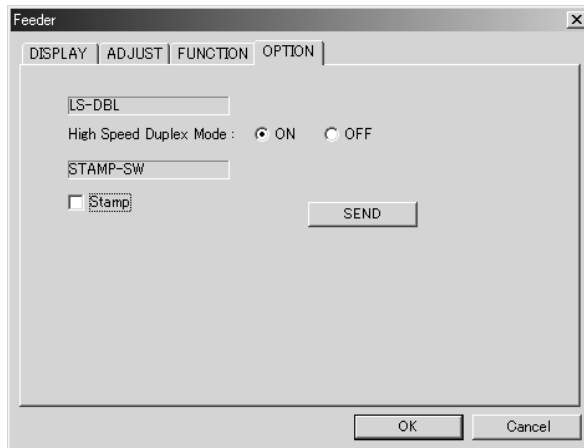 Feeder
DISPLAY ADJUST FUNCTION OPTION
LS-DBL
High Speed Duplex Mode : ON OFF
STAMP-SW
Stamp
SEND
OK Cancel